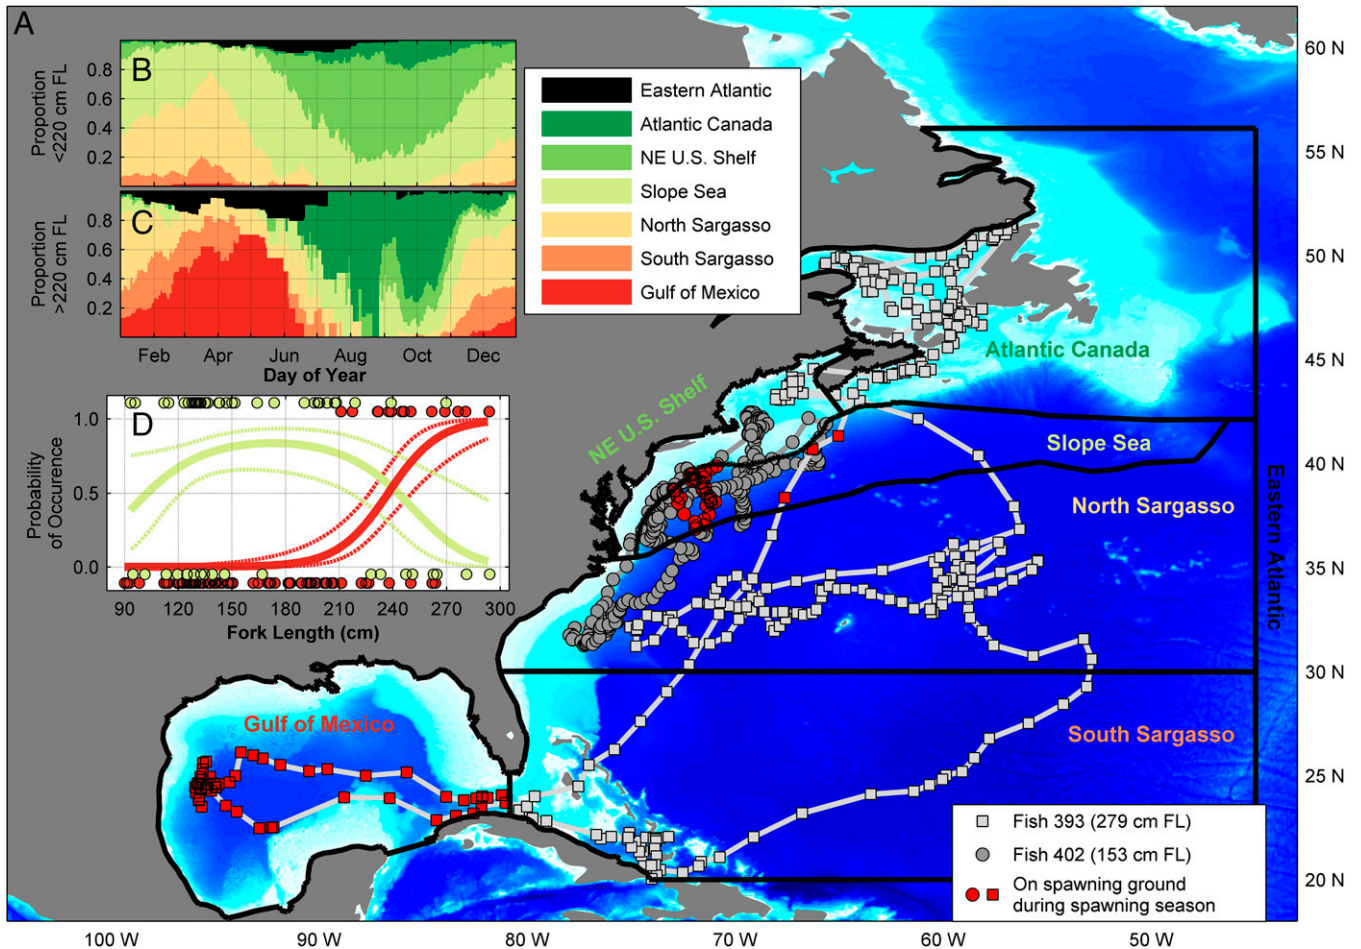 A
B
Proportion
<220 cm FL
0.8
0.6
0.4
0.2
C
Proportion
>220 cm FL
0.8
0.6
0.4
0.2
Feb Apr Jun Aug Oct Dec
Day of Year
Eastern Atlantic
Atlantic Canada
NE U.S. Shelf
Slope Sea
North Sargasso
South Sargasso
Gulf of Mexico
D
Probability
of Occurence
1.0
0.5
0.0
90 120 150 180 210 240 270 300
Fork Length (cm)
Atlantic Canada
NE U.S. Shelf
Slope Sea
North Sargasso
Eastern Atlantic
South Sargasso
Gulf of Mexico
Fish 393 (279 cm FL)
Fish 402 (153 cm FL)
On spawning ground
during spawning season
60 N
55 N
50 N
45 N
40 N
35 N
30 N
25 N
20 N
100 W 90 W 80 W 70 W 60 W 50 W